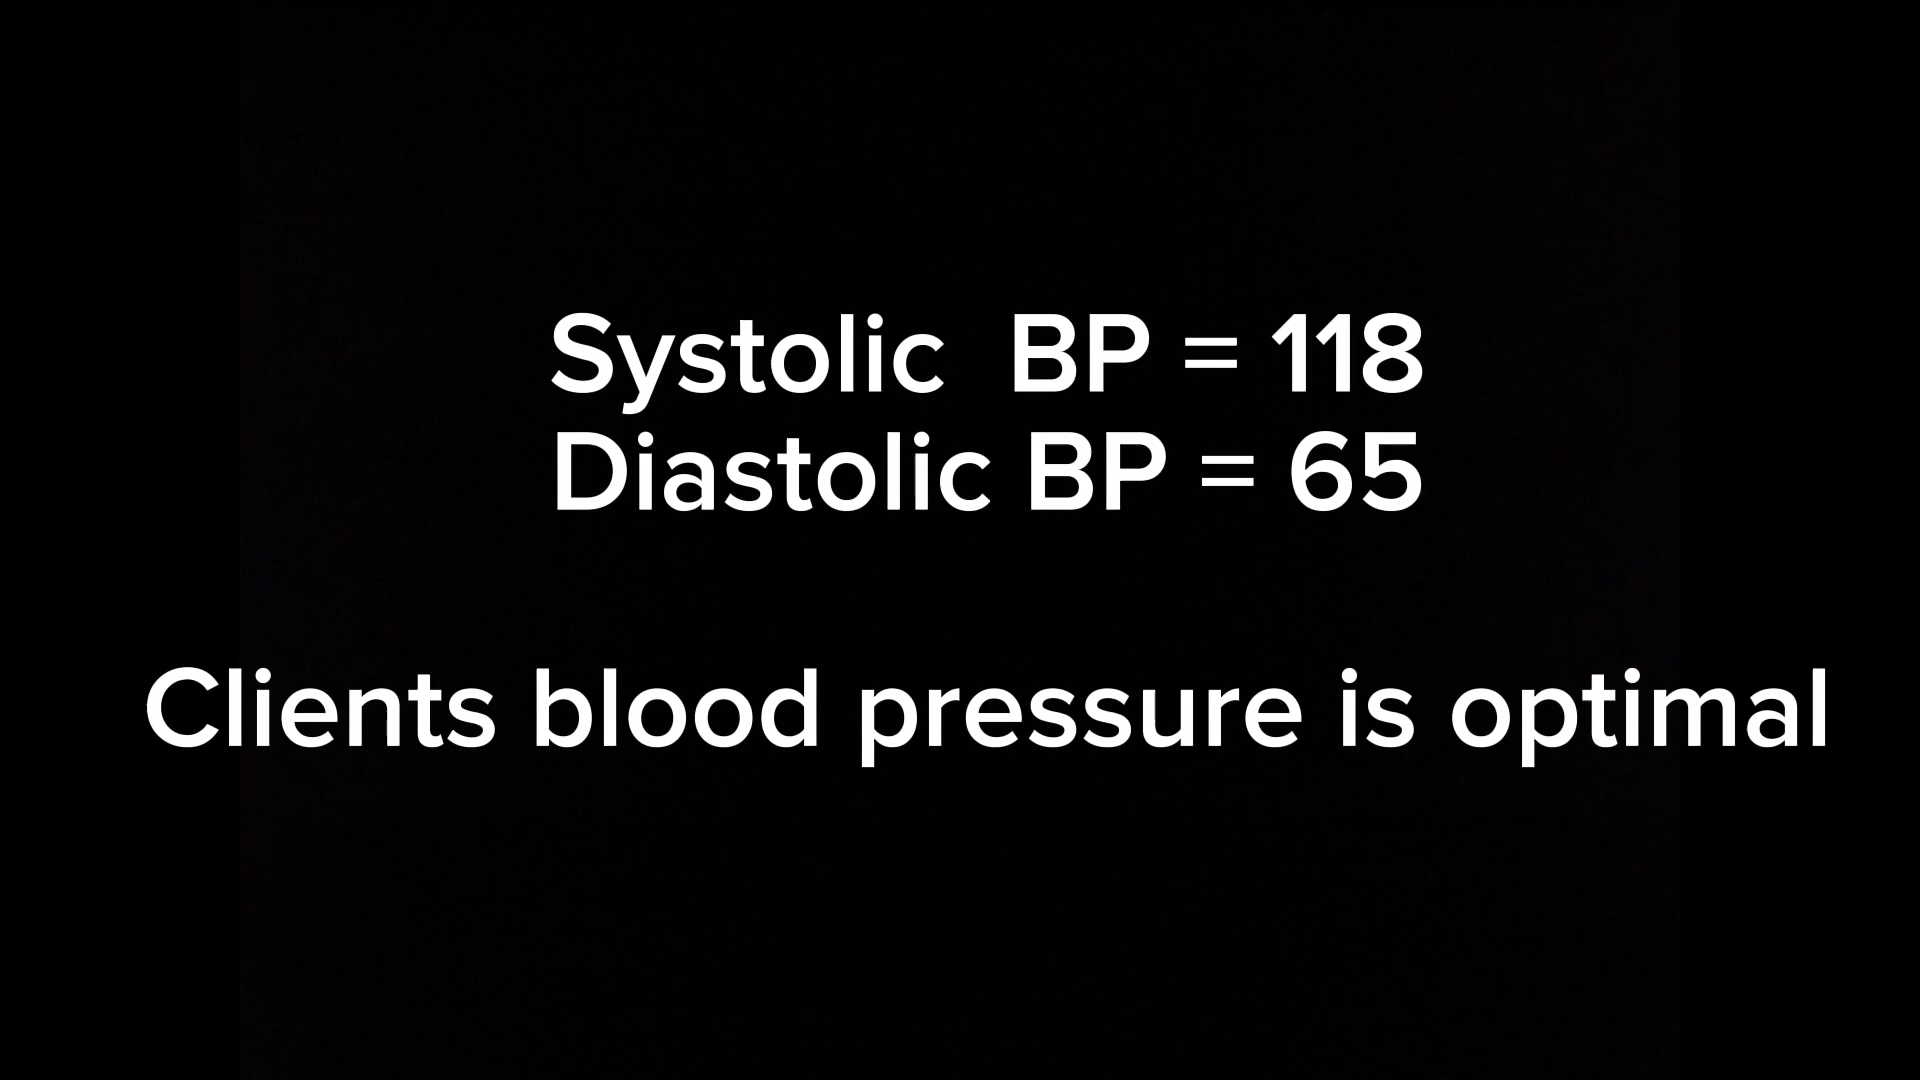 Systolic  BP = 118
Diastolic BP = 65
Clients blood pressure is optimal